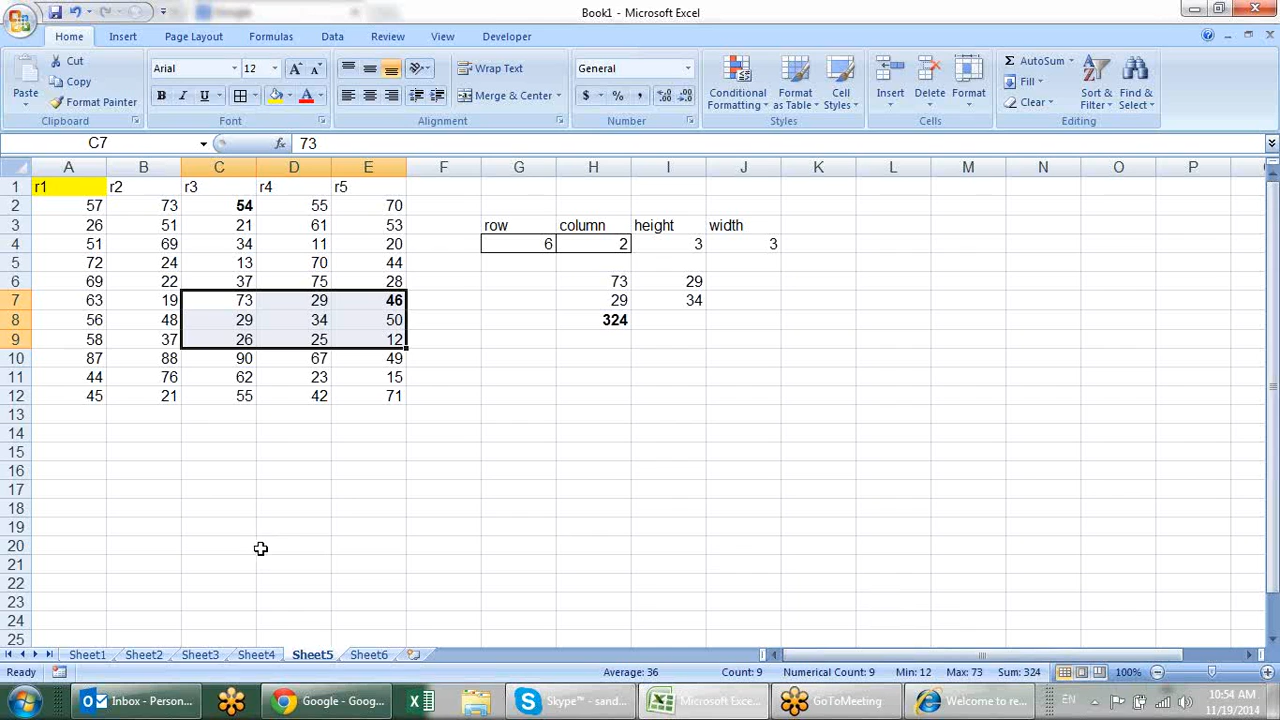 Google
Book1 - Microsoft Excel
Home Insert Page Layout Formulas Data Review View Developer
Cut
Copy
Format Painter
Paste
Clipboard
Arial 12
B I U
Font
Wrap Text
Merge & Center
Alignment
General
$ % ,
Number
Conditional Formatting
Format as Table
Cell Styles
Styles
Insert Delete Format
Cells
Σ AutoSum
Fill
Clear
Sort & Filter
Find & Select
Editing
C7 fx 73
A B C D E F G H I J K L M N O P
1 r1 r2 r3 r4 r5
2 57 73 54 55 70
3 26 51 21 61 53 row column height width
4 51 69 34 11 20 6 2 3 3
5 72 24 13 70 44
6 69 22 37 75 28 73 29
7 63 19 73 29 46 29 34
8 56 48 29 34 50 324
9 58 37 26 25 12
10 87 88 90 67 49
11 44 76 62 23 15
12 45 21 55 42 71
13
14
15
16
17
18
19
20
21
22
23
24
25
Sheet1 Sheet2 Sheet3 Sheet4 Sheet5 Sheet6
Ready Average: 36 Count: 9 Numerical Count: 9 Min: 12 Max: 73 Sum: 324 100%
Inbox - Person... Google - Goog... Skype™ - sand... Microsoft Exce... GoToMeeting Welcome to re... EN 10:54 AM
11/19/2014